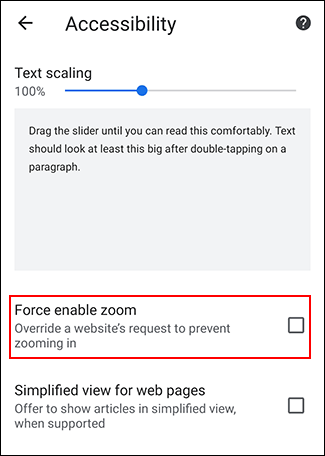 Accessibility
?
Text scaling
100%
Drag the slider until you can read this comfortably. Text
should look at least this big after double-tapping on a
paragraph.
Force enable zoom
Override a website's request to prevent
zooming in
Simplified view for web pages
Offer to show articles in simplified view,
when supported